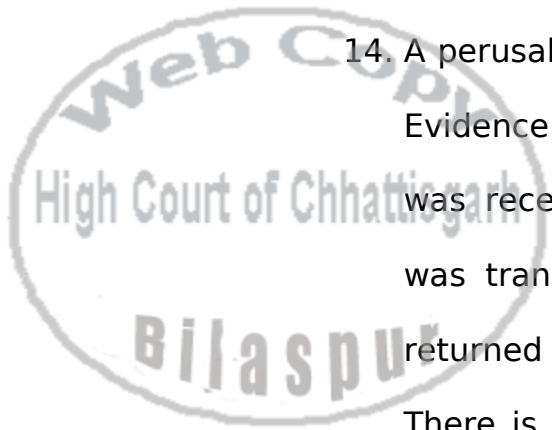 Web Copy
High Court of Chhattisgarh
Bilaspur
14. A perusal
Evidence
was rece
was tran
returned
There is